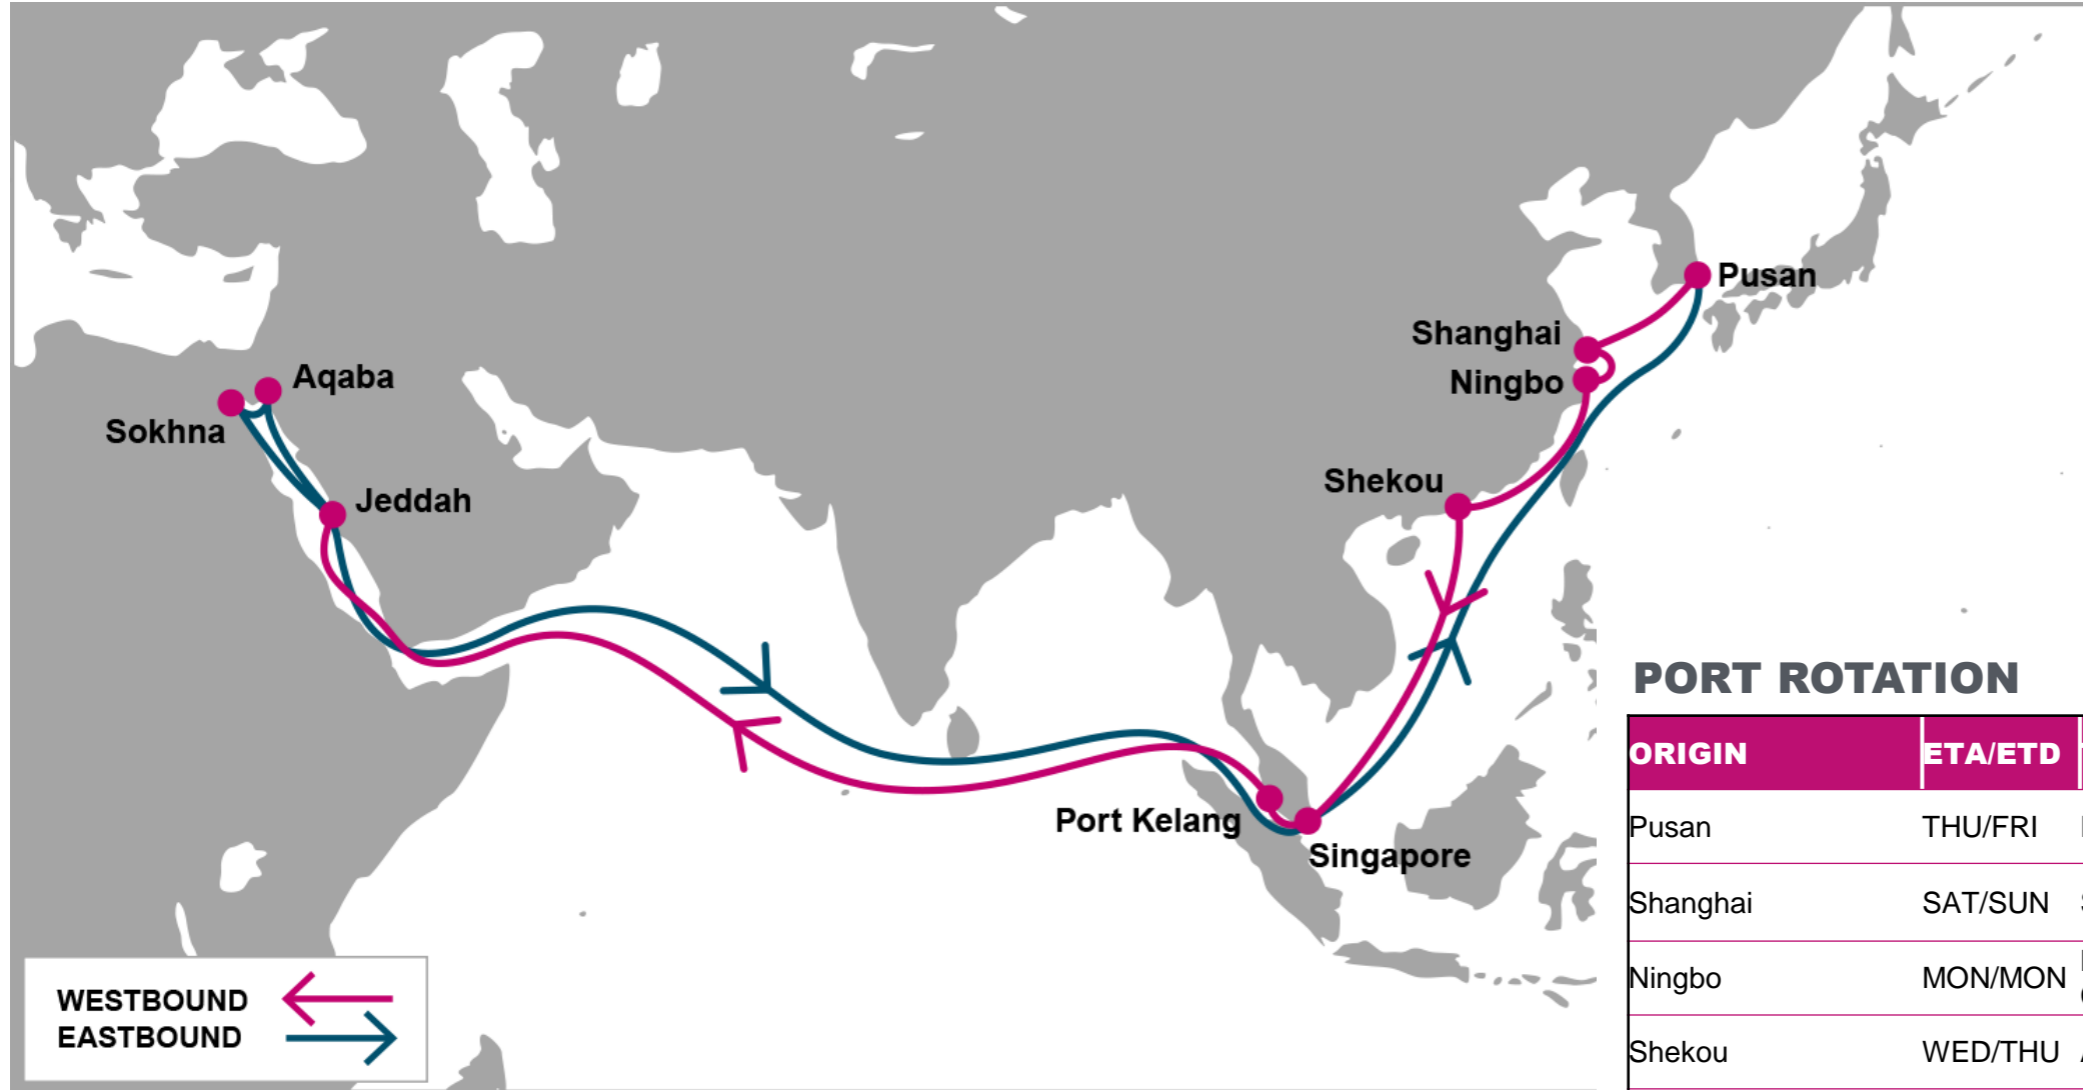 Pusan
Shanghai
Ningbo
Aqaba
Sokhna
Shekou
Jeddah
Port Kelang
Singapore
WESTBOUND
EASTBOUND
PORT ROTATION
ORIGIN ETA/ETD
Pusan THU/FRI
Shanghai SAT/SUN
Ningbo MON/MON
Shekou WED/THU